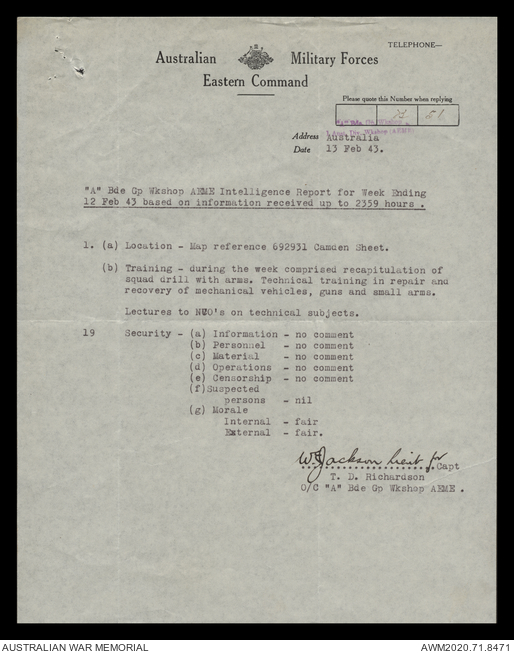 TELEPHONE—
Australian Military Forces
Eastern Command
Please quote this Number when replying
51
Address Australia
Date 13 Feb 43.
"A" Bde Gp Wkshop AEME Intelligence Report for Week Ending
12 Feb 43 based on information received up to 2359 hours .
1. (a) Location - Map reference 692931 Camden Sheet.
(b) Training - during the week comprised recapitulation of
squad drill with arms. Technical training in repair and
recovery of mechanical vehicles, guns and small arms.
Lectures to NCO's on technical subjects.
19 Security - (a) Information - no comment
(b) Personnel - no comment
(c) Material - no comment
(d) Operations - no comment
(e) Censorship - no comment
(f)Suspected
persons - nil
(g) Morale
Internal - fair
External - fair.
W Jackson Lieit for
Capt
T. D. Richardson
O/C "A" Bde Gp Wkshop AEME .
AUSTRALIAN WAR MEMORIAL AWM2020.71.8471